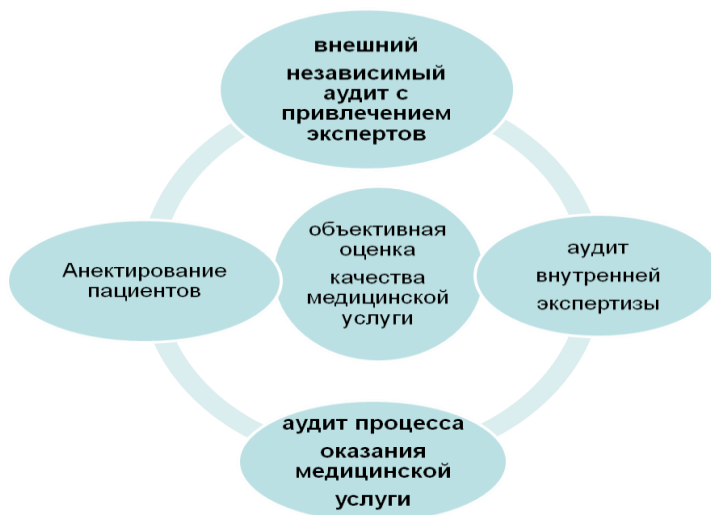 внешний
независимый
аудит с
привлечением
экспертов
Анектирование
пациентов
объективная
оценка
качества
медицинской
услуги
аудит
внутренней
экспертизы
аудит процесса
оказания
медицинской
услуги